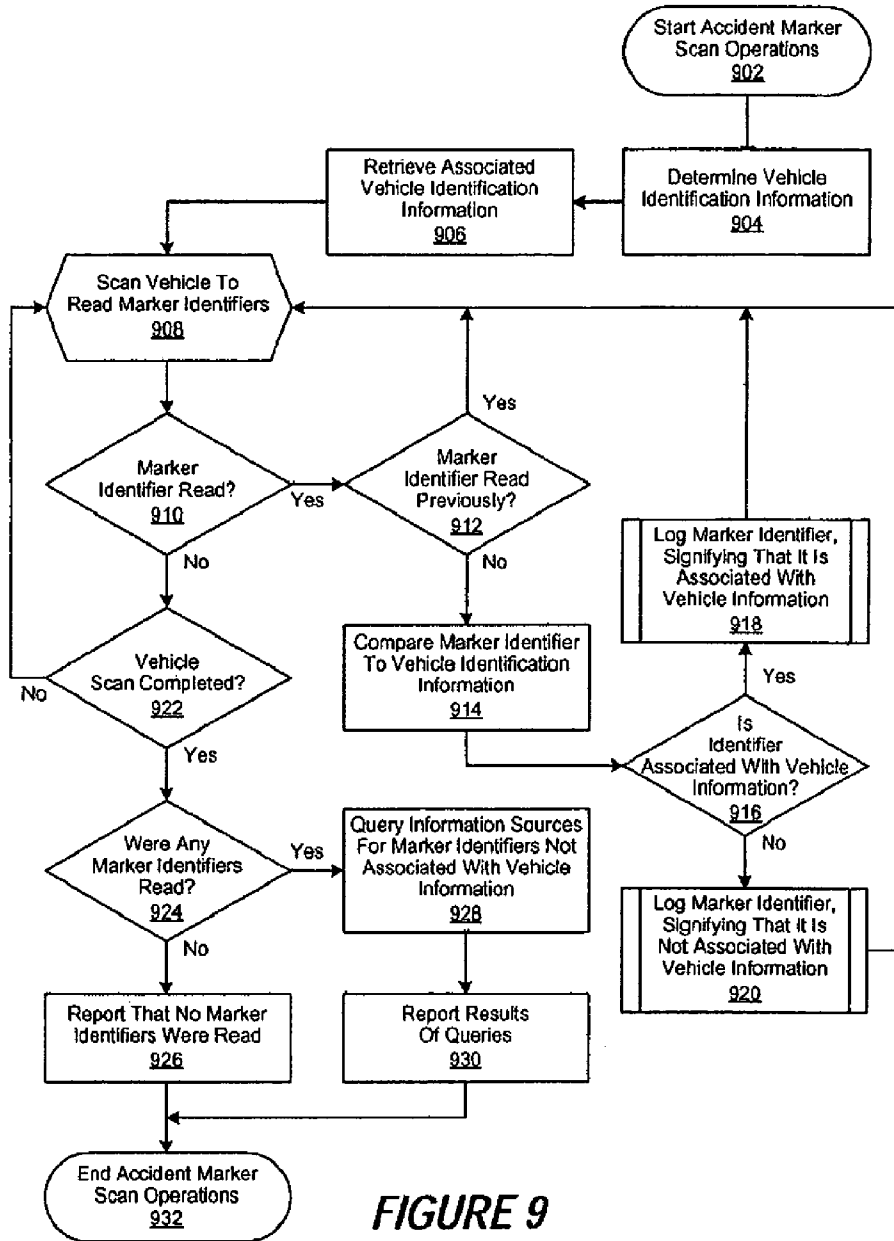 Start Accident Marker
Scan Operations
902
Retrieve Associated
Vehicle Identification
Information
906
Determine Vehicle
Identification Information
904
Scan Vehicle To
Read Marker Identifiers
908
Yes
Marker
Identifier Read?
910
Yes
Marker
Identifier Read
Previously?
912
No
No
Log Marker Identifier,
Signifying That It Is
Associated With
Vehicle Information
918
Compare Marker Identifier
To Vehicle Identification
Information
914
Vehicle
Scan Completed?
922
No
Yes
Yes
Is
Identifier
Associated With Vehicle
Information?
916
No
Were Any
Marker Identifiers
Read?
924
Yes
No
Query Information Sources
For Marker Identifiers Not
Associated With Vehicle
Information
928
Log Marker Identifier,
Signifying That It Is
Not Associated With
Vehicle Information
920
Report That No Marker
Identifiers Were Read
926
Report Results
Of Queries
930
End Accident Marker
Scan Operations
932
FIGURE 9